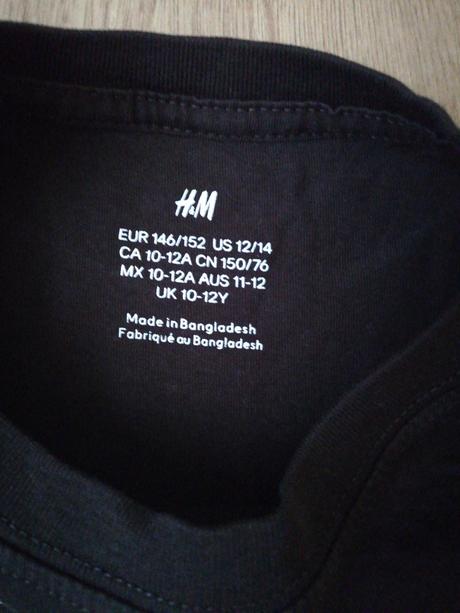 H&M
EUR 146/152 US 12/14
CA 10-12A CN 150/76
MX 10-12A AUS 11-12
UK 10-12Y
Made in Bangladesh
Fabriqué au Bangladesh